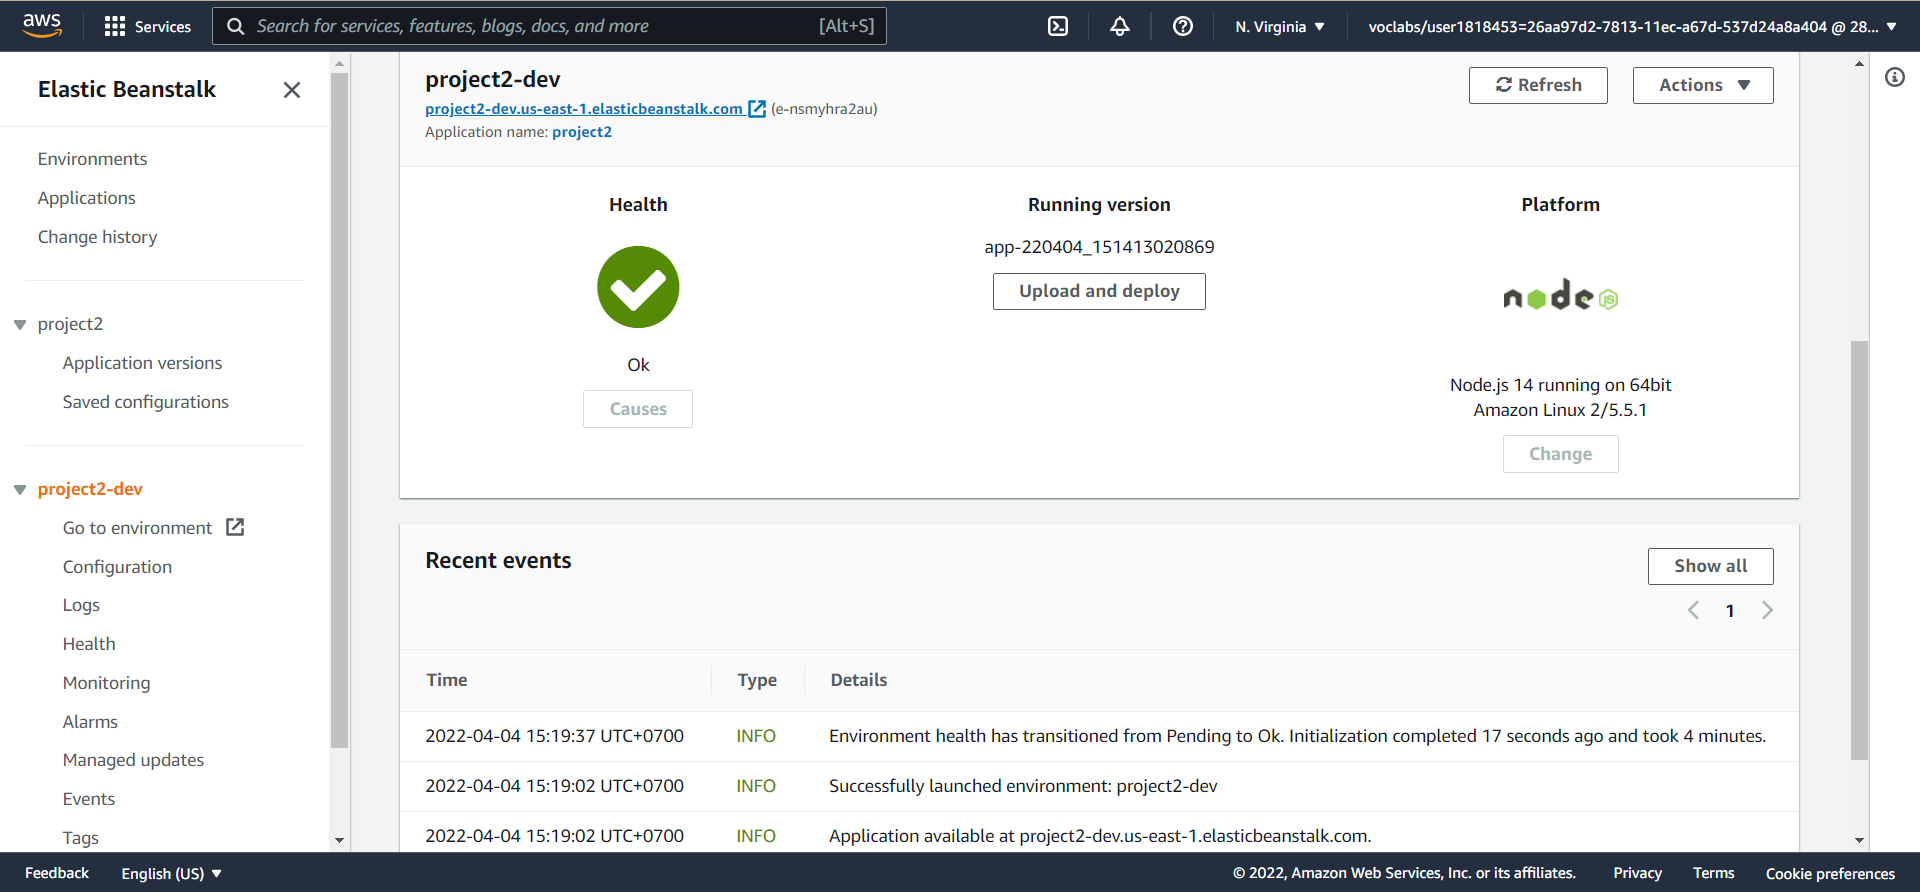 aws
Services
Search for services, features, blogs, docs, and more
[Alt+S]
N. Virginia
voclabs/user1818453=26aa97d2-7813-11ec-a67d-537d24a8a404 @ 28...
Elastic Beanstalk
Environments
Applications
Change history
project2
Application versions
Saved configurations
project2-dev
Go to environment
Configuration
Logs
Health
Monitoring
Alarms
Managed updates
Events
Tags
project2-dev
project2-dev.us-east-1.elasticbeanstalk.com (e-nsmyhra2au)
Application name: project2
Refresh
Actions
Health
Ok
Causes
Running version
app-220404_151413020869
Upload and deploy
Platform
node JS
Node.js 14 running on 64bit
Amazon Linux 2/5.5.1
Change
Recent events
Show all
1
Time Type Details
2022-04-04 15:19:37 UTC+0700 INFO Environment health has transitioned from Pending to Ok. Initialization completed 17 seconds ago and took 4 minutes.
2022-04-04 15:19:02 UTC+0700 INFO Successfully launched environment: project2-dev
2022-04-04 15:19:02 UTC+0700 INFO Application available at project2-dev.us-east-1.elasticbeanstalk.com.
Feedback
English (US)
© 2022, Amazon Web Services, Inc. or its affiliates.
Privacy
Terms
Cookie preferences